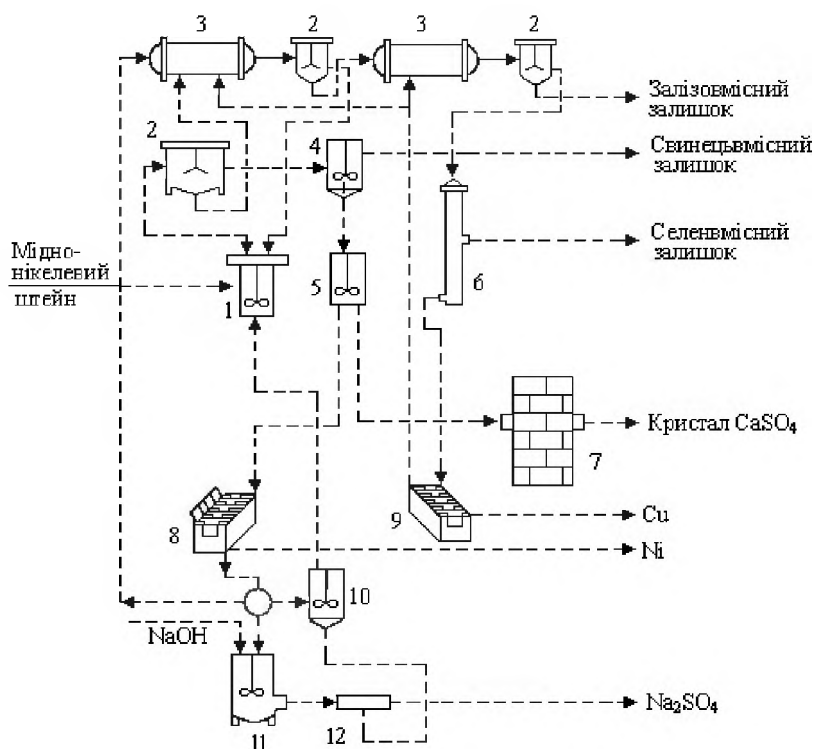 3
2
3
2
Залізовмісний
залишок
2
4
Свинецьвмісний
залишок
Мідно-
нікелевий
штейн
1
5
6
Селенвмісний
залишок
7
Кристал CaSO₄
8
9
Cu
Ni
10
NaOH
11
12
Na₂SO₄